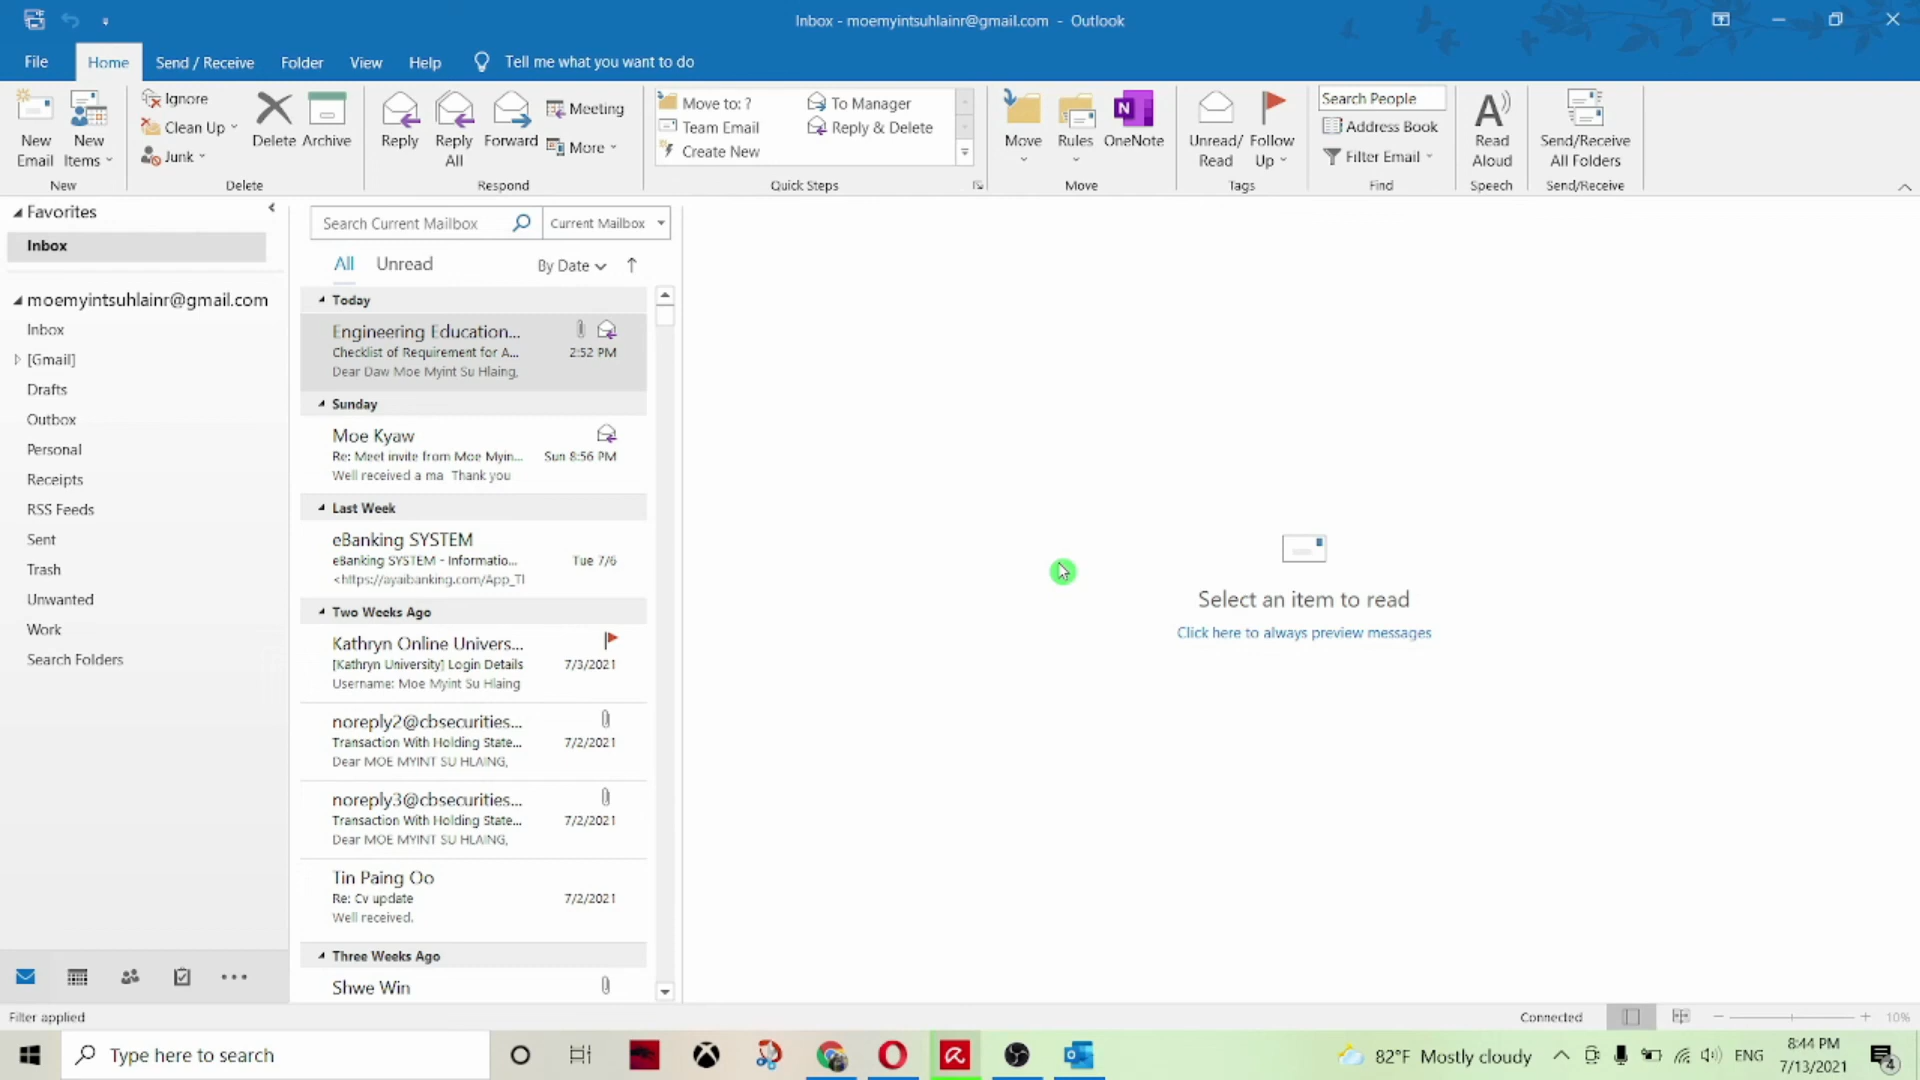 Inbox - moemyintsuhlainr@gmail.com - Outlook
File Home Send / Receive Folder View Help Tell me what you want to do
New Email
New Items
New
Ignore
Clean Up
Junk
Delete
Archive
Delete
Reply
Reply All
Forward
Meeting
More
Respond
Move to: ?
Team Email
Create New
To Manager
Reply & Delete
Quick Steps
Move
Rules
OneNote
Move
Unread/ Read
Follow Up
Tags
Search People
Address Book
Filter Email
Find
Read Aloud
Speech
Send/Receive All Folders
Send/Receive
Favorites
Inbox
moemyintsuhlainr@gmail.com
Inbox
[Gmail]
Drafts
Outbox
Personal
Receipts
RSS Feeds
Sent
Trash
Unwanted
Work
Search Folders
Search Current Mailbox Current Mailbox
All Unread By Date
Today
Engineering Education...
Checklist of Requirement for A... 2:52 PM
Dear Daw Moe Myint Su Hlaing,
Sunday
Moe Kyaw
Re: Meet invite from Moe Myin... Sun 8:56 PM
Well received a ma Thank you
Last Week
eBanking SYSTEM
eBanking SYSTEM - Informatio... Tue 7/6
<https://ayaibanking.com/App_Tl
Two Weeks Ago
Kathryn Online Univers...
[Kathryn University] Login Details 7/3/2021
Username: Moe Myint Su Hlaing
noreply2@cbsecurities...
Transaction With Holding State... 7/2/2021
Dear MOE MYINT SU HLAING,
noreply3@cbsecurities...
Transaction With Holding State... 7/2/2021
Dear MOE MYINT SU HLAING,
Tin Paing Oo
Re: Cv update 7/2/2021
Well received.
Three Weeks Ago
Shwe Win
Select an item to read
Click here to always preview messages
Filter applied
Connected
10%
Type here to search
82°F Mostly cloudy
ENG
8:44 PM
7/13/2021
4